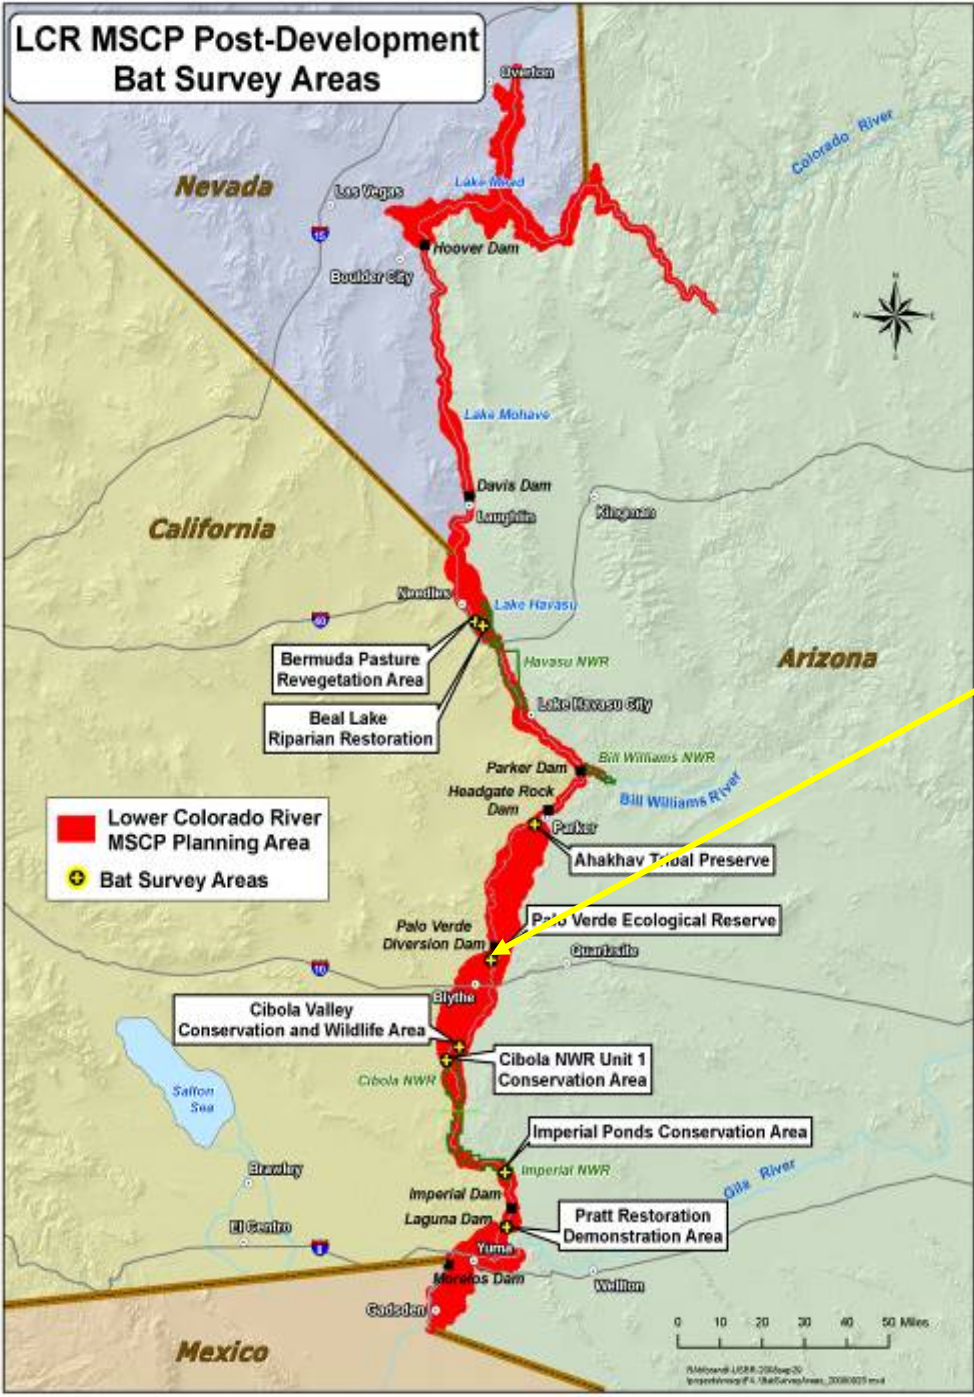 LCR MSCP Post-Development
Bat Survey Areas
Overton
Colorado River
Nevada
Las Vegas
Lake Mead
15
Hoover Dam
Boulder City
N
W
E
S
Lake Mohave
Davis Dam
Laughlin
Kingman
California
Needles
Lake Havasu
40
Bermuda Pasture
Revegetation Area
Havasu NWR
Arizona
Beal Lake
Riparian Restoration
Lake Havasu City
Parker Dam
Bill Williams NWR
Headgate Rock
Dam
Bill Williams River
Parker
Lower Colorado River
MSCP Planning Area
Bat Survey Areas
Ahakhav Tribal Preserve
Palo Verde
Diversion Dam
Palo Verde Ecological Reserve
Quartzsite
10
Blythe
Cibola Valley
Conservation and Wildlife Area
Cibola NWR Unit 1
Conservation Area
Cibola NWR
Salton
Sea
Imperial Ponds Conservation Area
Brawley
Imperial NWR
Gila River
Imperial Dam
Laguna Dam
Pratt Restoration
Demonstration Area
El Centro
8
Yuma
Morelos Dam
Wellton
Gadsden
0 10 20 30 40 50 Miles
Mexico